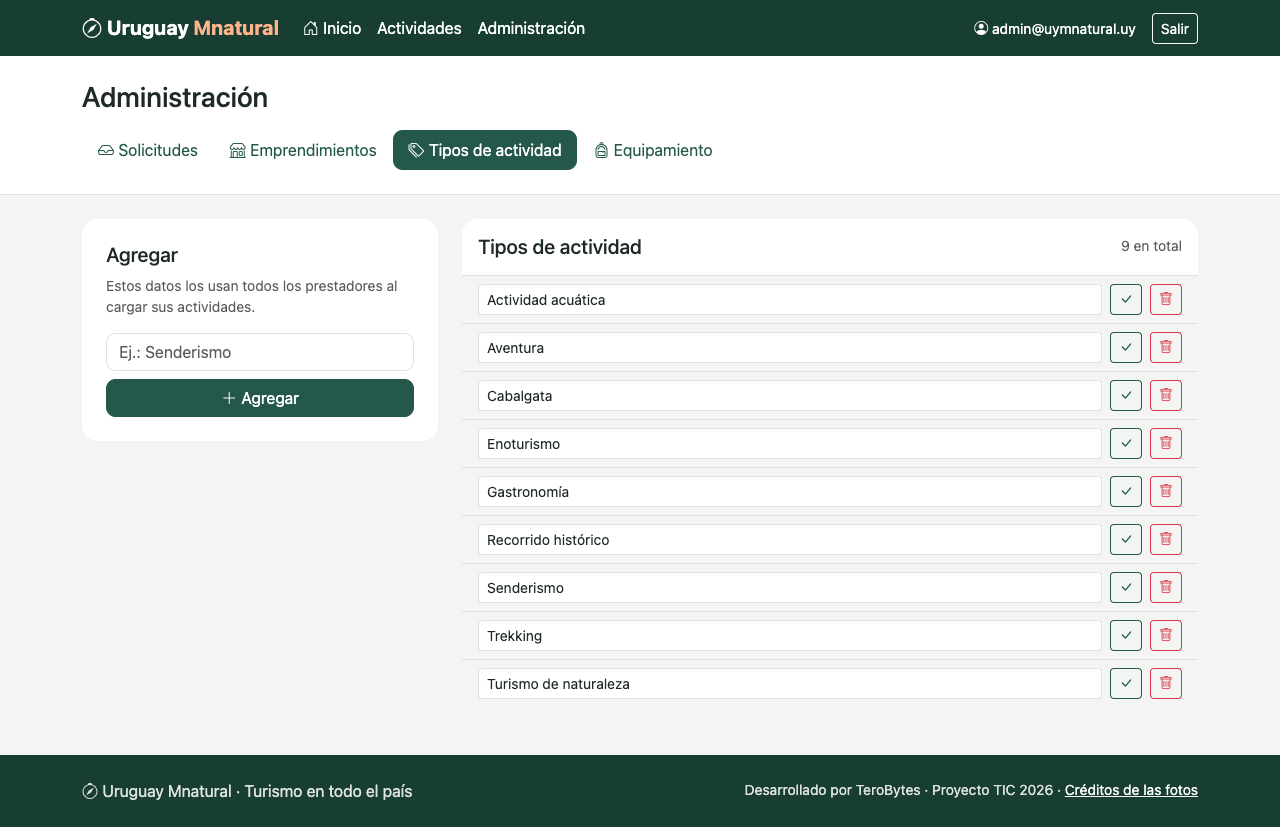 Uruguay Mnatural Inicio Actividades Administración admin@uymnatural.uy Salir
Administración
Solicitudes Emprendimientos Tipos de actividad Equipamiento
Agregar
Estos datos los usan todos los prestadores al
cargar sus actividades.
Ej.: Senderismo
Agregar
Tipos de actividad 9 en total
Actividad acuática
Aventura
Cabalgata
Enoturismo
Gastronomía
Recorrido histórico
Senderismo
Trekking
Turismo de naturaleza
Uruguay Mnatural · Turismo en todo el país
Desarrollado por TeroBytes · Proyecto TIC 2026 · Créditos de las fotos